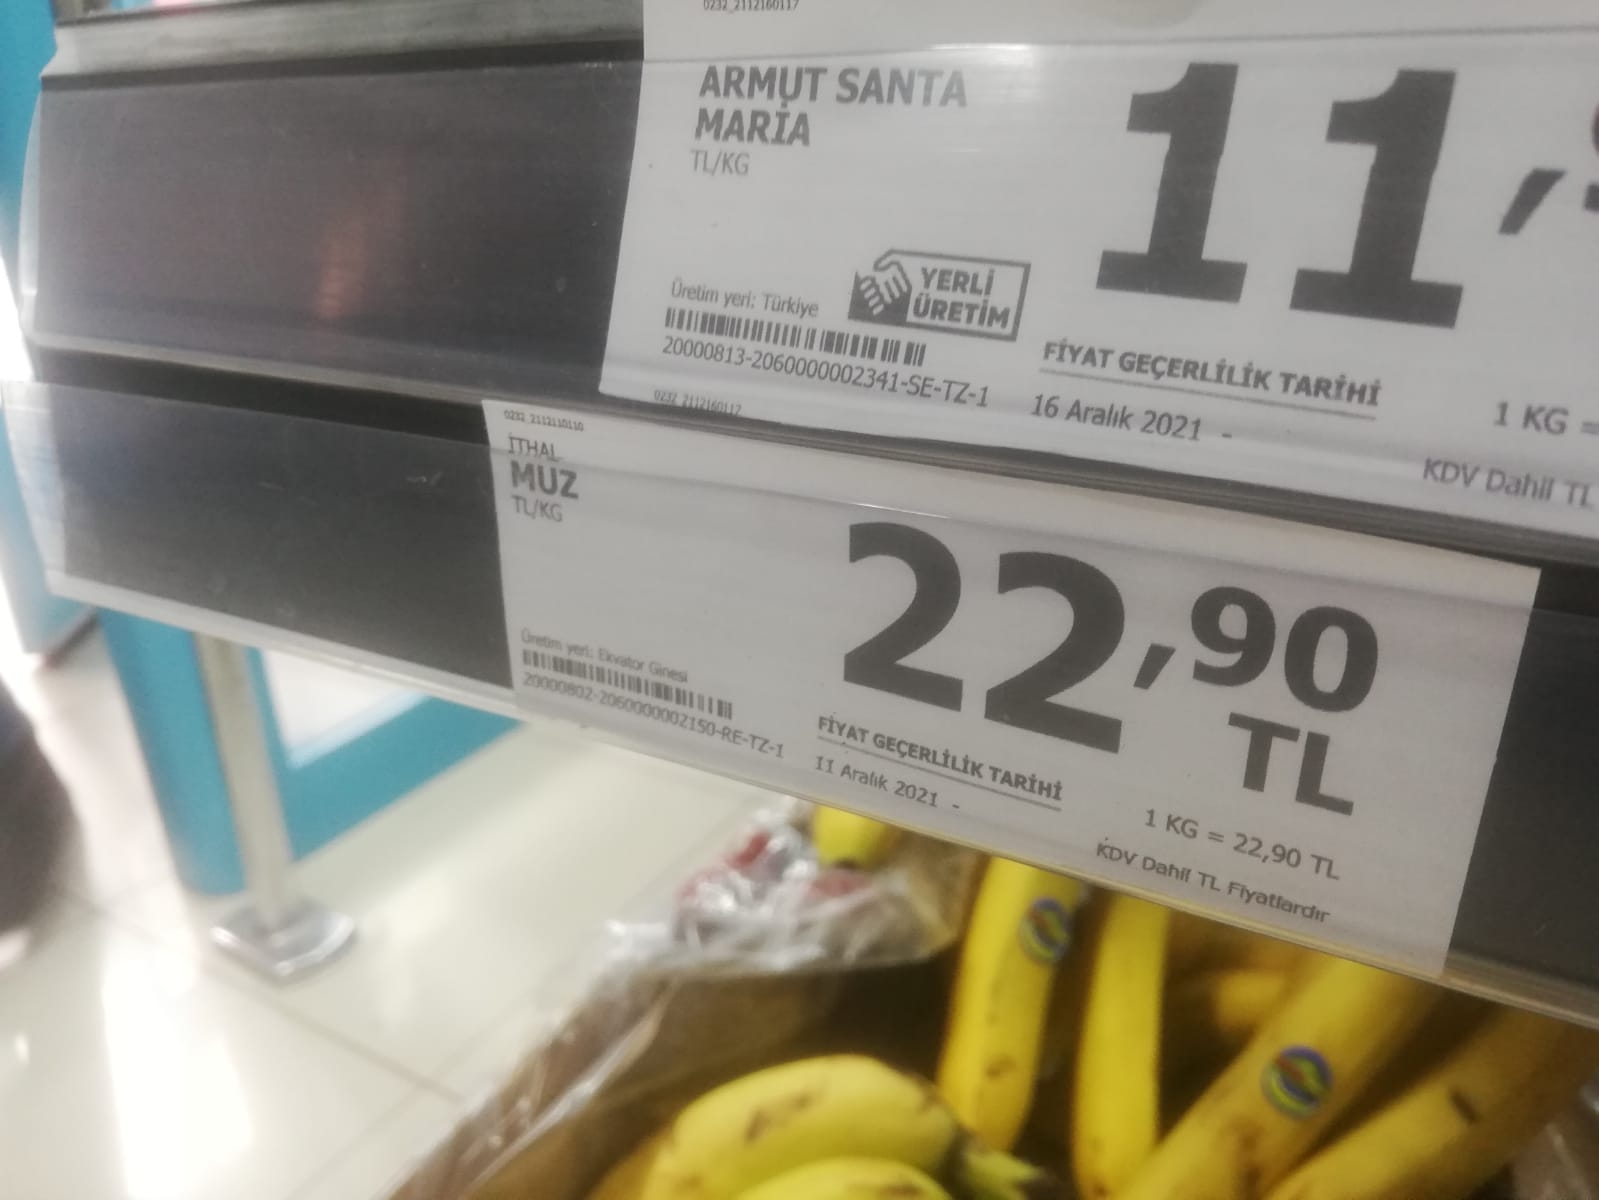 0232_2112160117
ARMUT SANTA
MARİA
TL/KG
11,
Üretim yeri: Türkiye
YERLİ
ÜRETİM
20000813-2060000002341-SE-TZ-1
FİYAT GEÇERLİLİK TARİHİ
16 Aralık 2021 -
1 KG =
KDV Dahil TL
0232_2112160117
0232_2112110110
İTHAL
MUZ
TL/KG
22,90
TL
Üretim yeri: Ekvator Ginesi
20000802-2060000002150-RE-TZ-1
FİYAT GEÇERLİLİK TARİHİ
11 Aralık 2021 -
1 KG = 22,90 TL
KDV Dahil TL Fiyatlardır